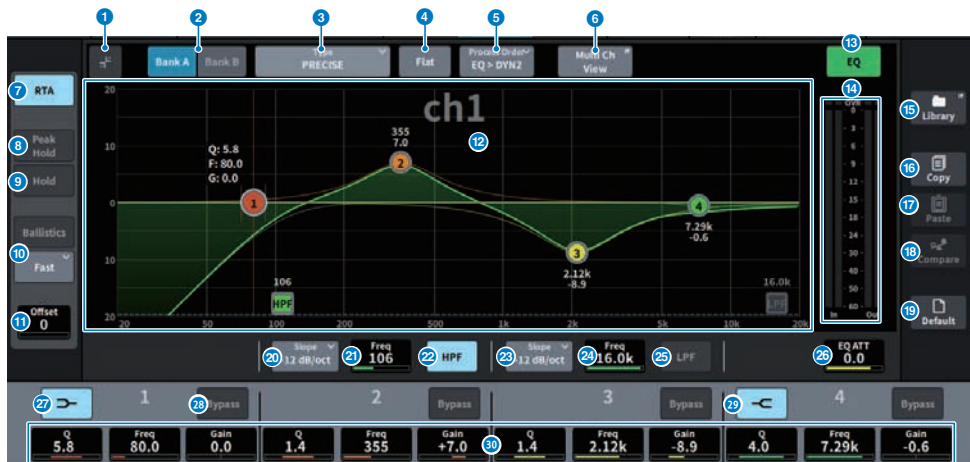 1
2
3
4
5
6
Bank A
Bank B
Type
PRECISE
Flat
Process Order
EQ > DYN2
Multi Ch
View
13
EQ
7
RTA
8
Peak
Hold
9
Hold
Ballistics
10
Fast
11
Offset
0
20
10
0
10
20
ch1
12
Q: 5.8
F: 80.0
G: 0.0
1
355
7.0
2
2.12k
-8.9
3
4
7.29k
-0.6
106
HPF
16.0k
LPF
20
50
100
200
500
1k
2k
5k
10k
20k
14
OVR
0
- 3 -
- 6 -
- 9 -
- 12 -
- 15 -
- 18 -
- 24 -
- 30 -
- 40 -
- 50 -
- 60 -
In
Out
15
Library
16
Copy
17
Paste
18
Compare
19
Default
20
Slope
12 dB/oct
21
Freq
106
22
HPF
23
Slope
12 dB/oct
24
Freq
16.0k
25
LPF
26
EQ ATT
0.0
27
1
28
Bypass
2
Bypass
3
Bypass
29
4
Bypass
Q
5.8
Freq
80.0
Gain
0.0
Q
1.4
Freq
355
Gain
+7.0
30
Q
1.4
Freq
2.12k
Gain
-8.9
Q
4.0
Freq
7.29k
Gain
-0.6